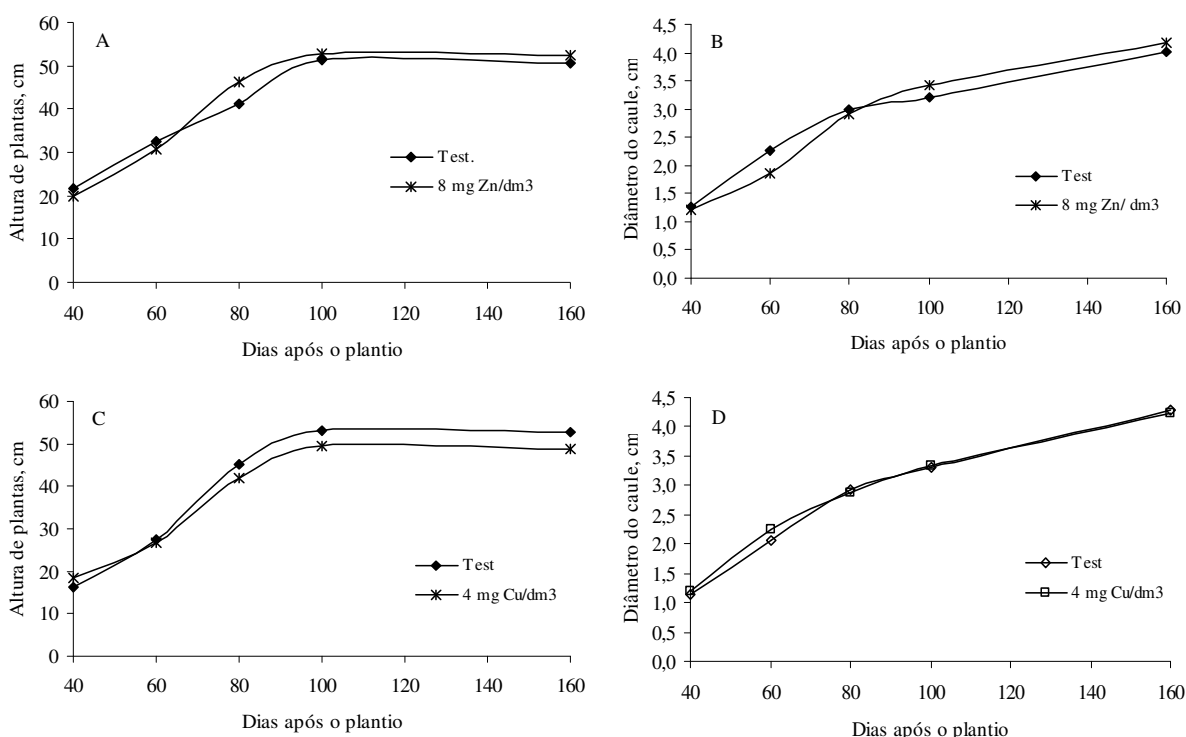 A
Altura de plantas, cm
60
50
40
30
20
10
0
40 60 80 100 120 140 160
Dias após o plantio
Test.
8 mg Zn/dm3
B
Diâmetro do caule, cm
4,5
4,0
3,5
3,0
2,5
2,0
1,5
1,0
0,5
0,0
40 60 80 100 120 140 160
Dias após o plantio
Test
8 mg Zn/ dm3
C
Altura de plantas, cm
60
50
40
30
20
10
0
40 60 80 100 120 140 160
Dias após o plantio
Test
4 mg Cu/dm3
D
Diâmetro do caule, cm
4,5
4,0
3,5
3,0
2,5
2,0
1,5
1,0
0,5
0,0
40 60 80 100 120 140 160
Dias após o plantio
Test
4 mg Cu/dm3